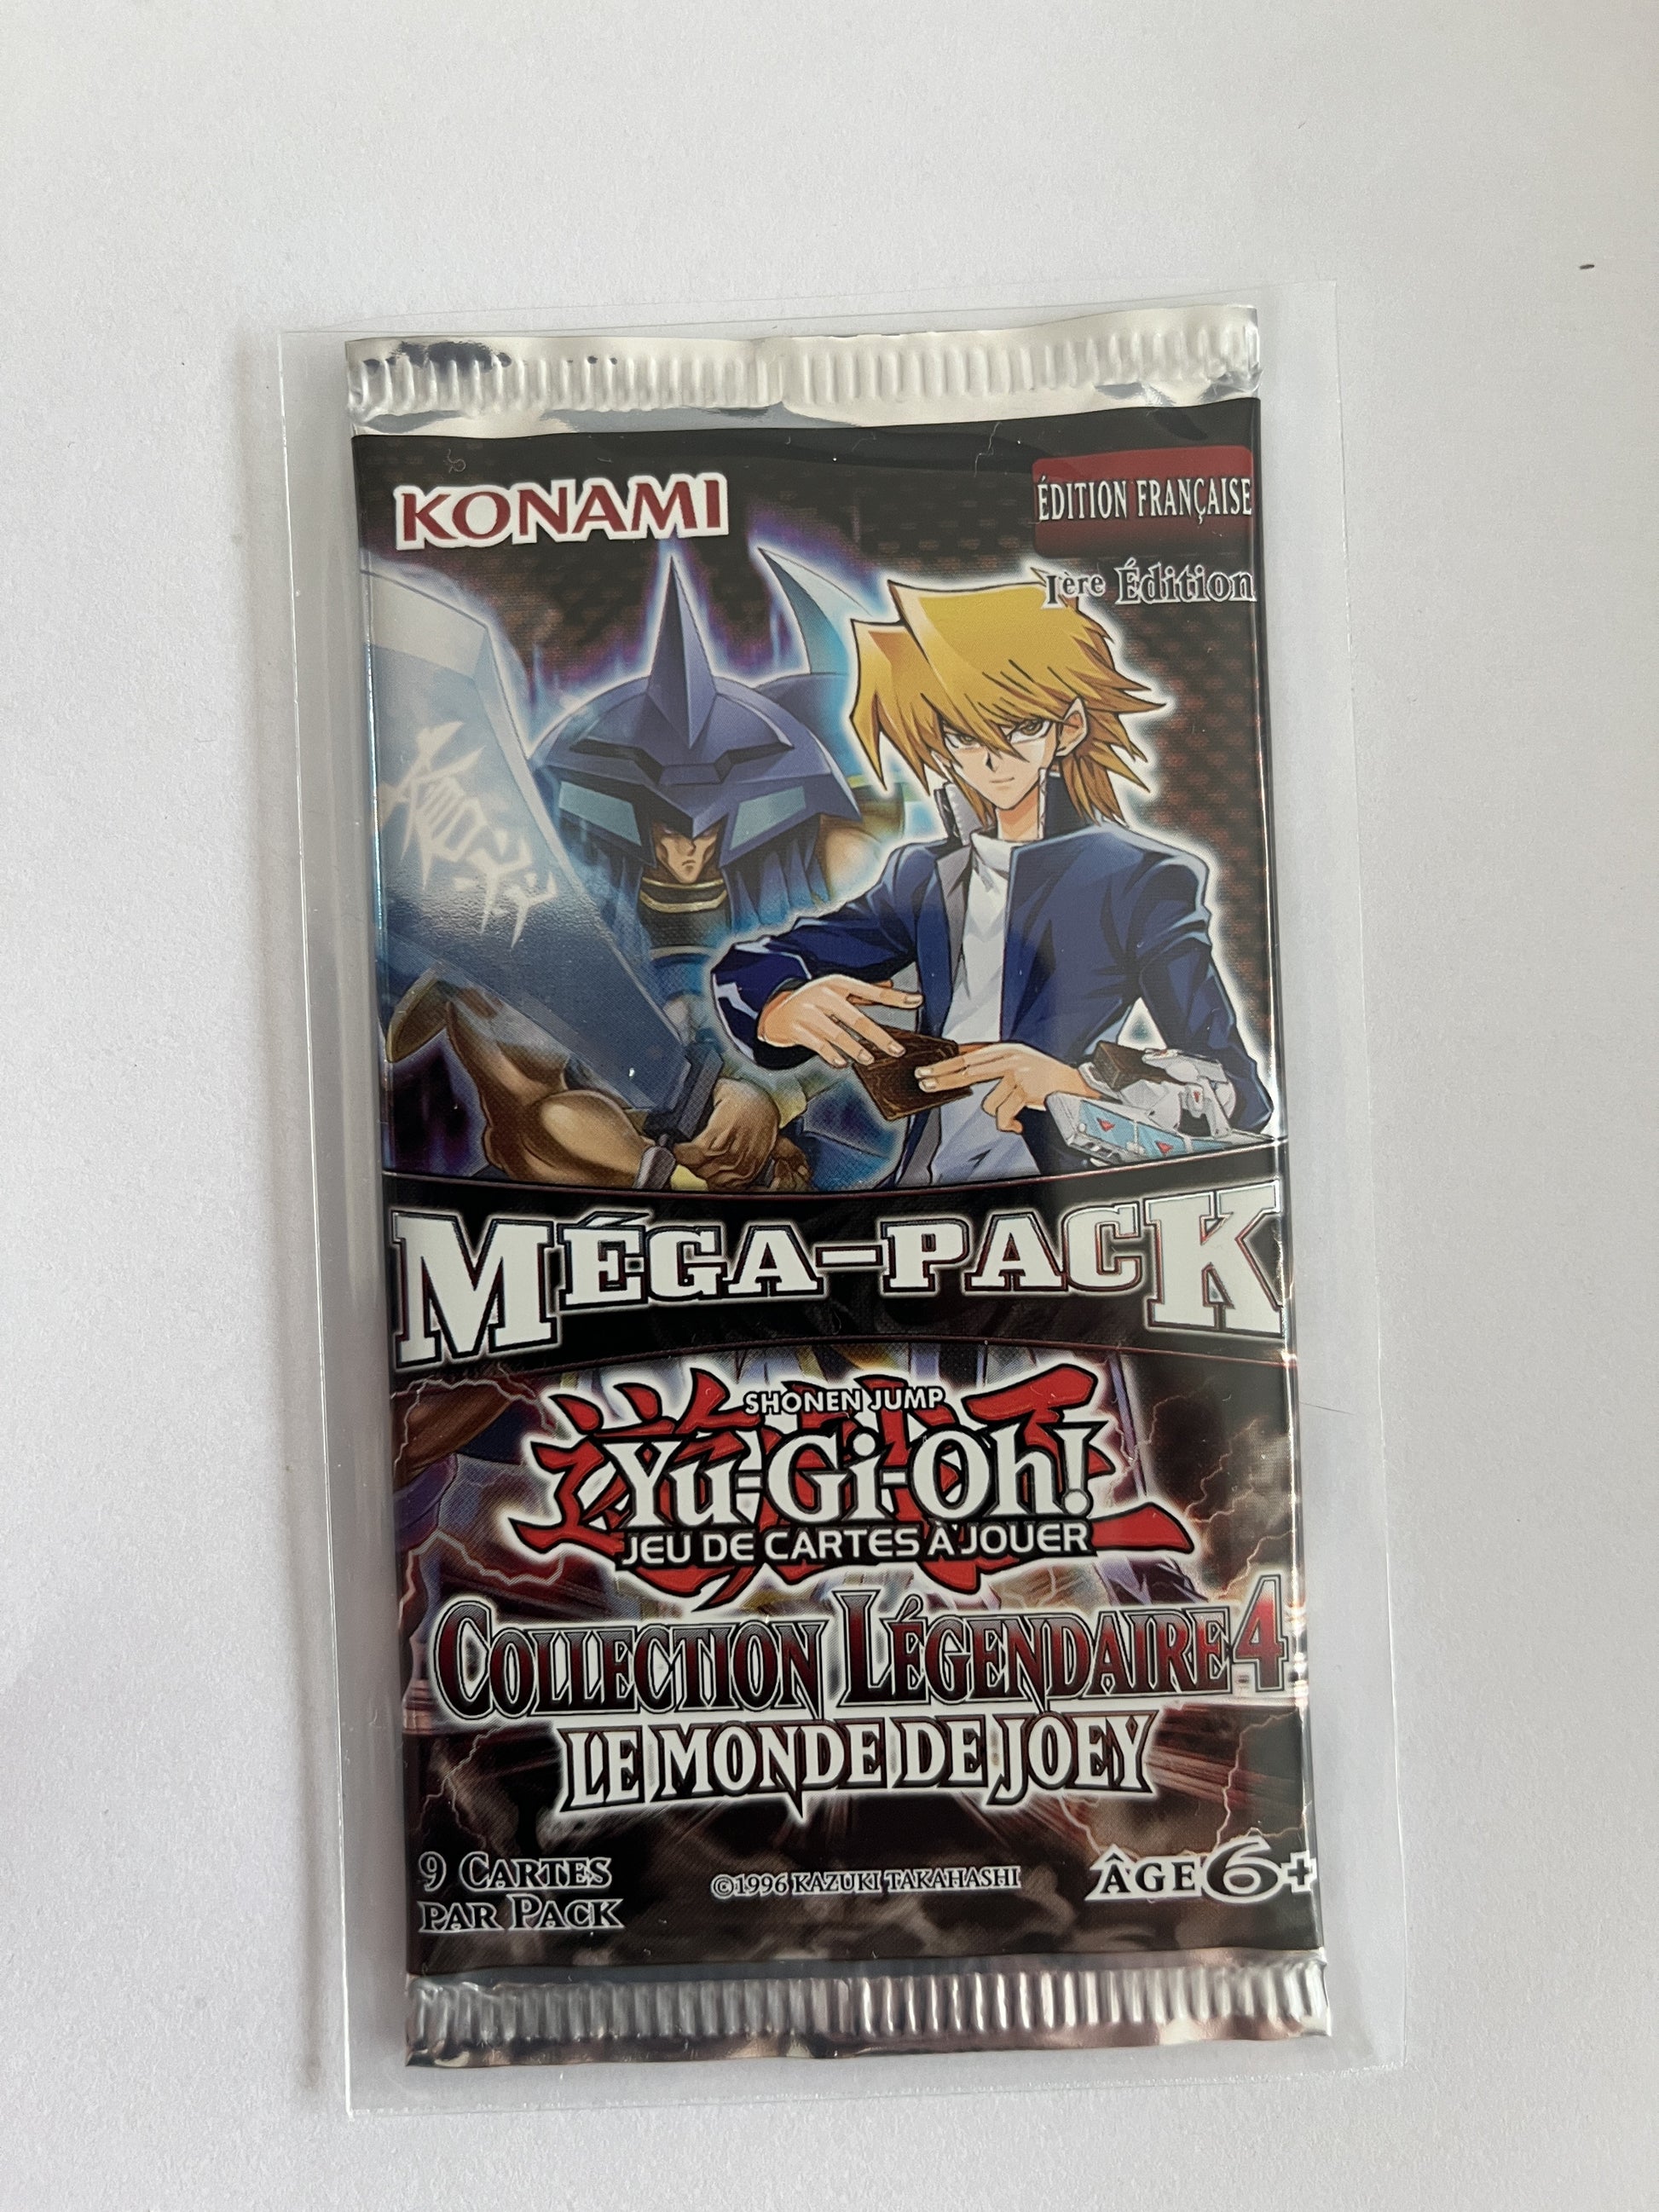 KONAMI
ÉDITION FRANÇAISE
1ère Édition
MÉGA-PACK
SHONEN JUMP
Yu-Gi-Oh!
JEU DE CARTES À JOUER
COLLECTION LÉGENDAIRE 4
LE MONDE DE JOEY
9 CARTES
PAR PACK
©1996 KAZUKI TAKAHASHI
ÂGE 6+